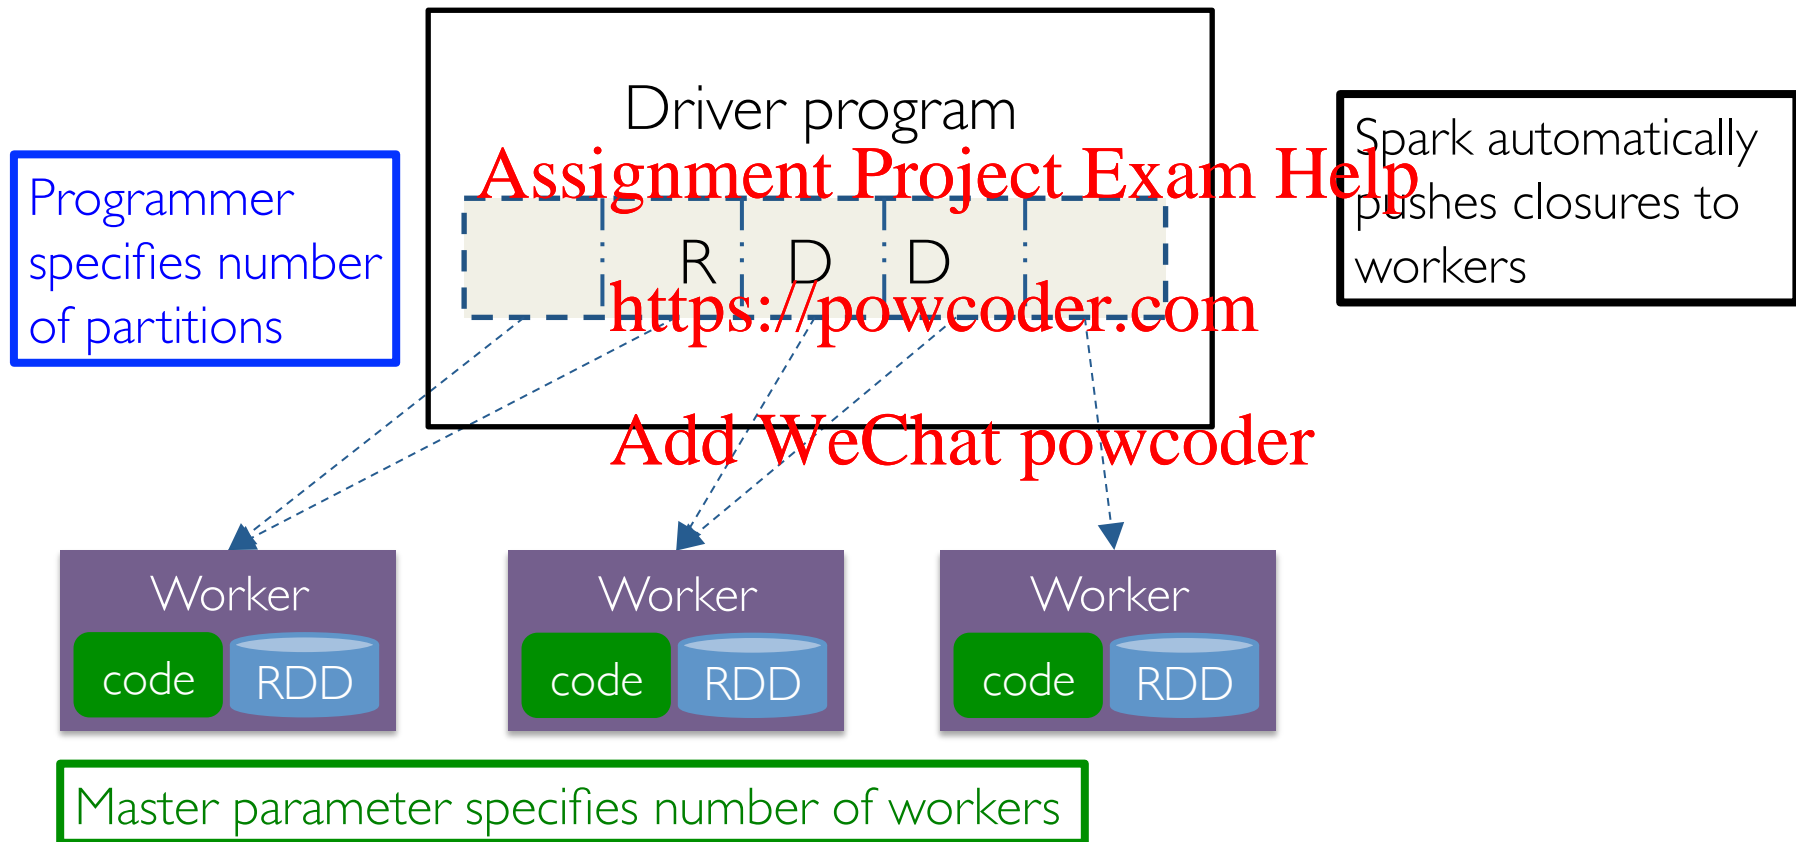 Driver program
Assignment Project Exam Help
Programmer
specifies number
of partitions
R D D
https://powcoder.com
Spark automatically
pushes closures to
workers
Add WeChat powcoder
Worker
code
RDD
Worker
code
RDD
Worker
code
RDD
Master parameter specifies number of workers